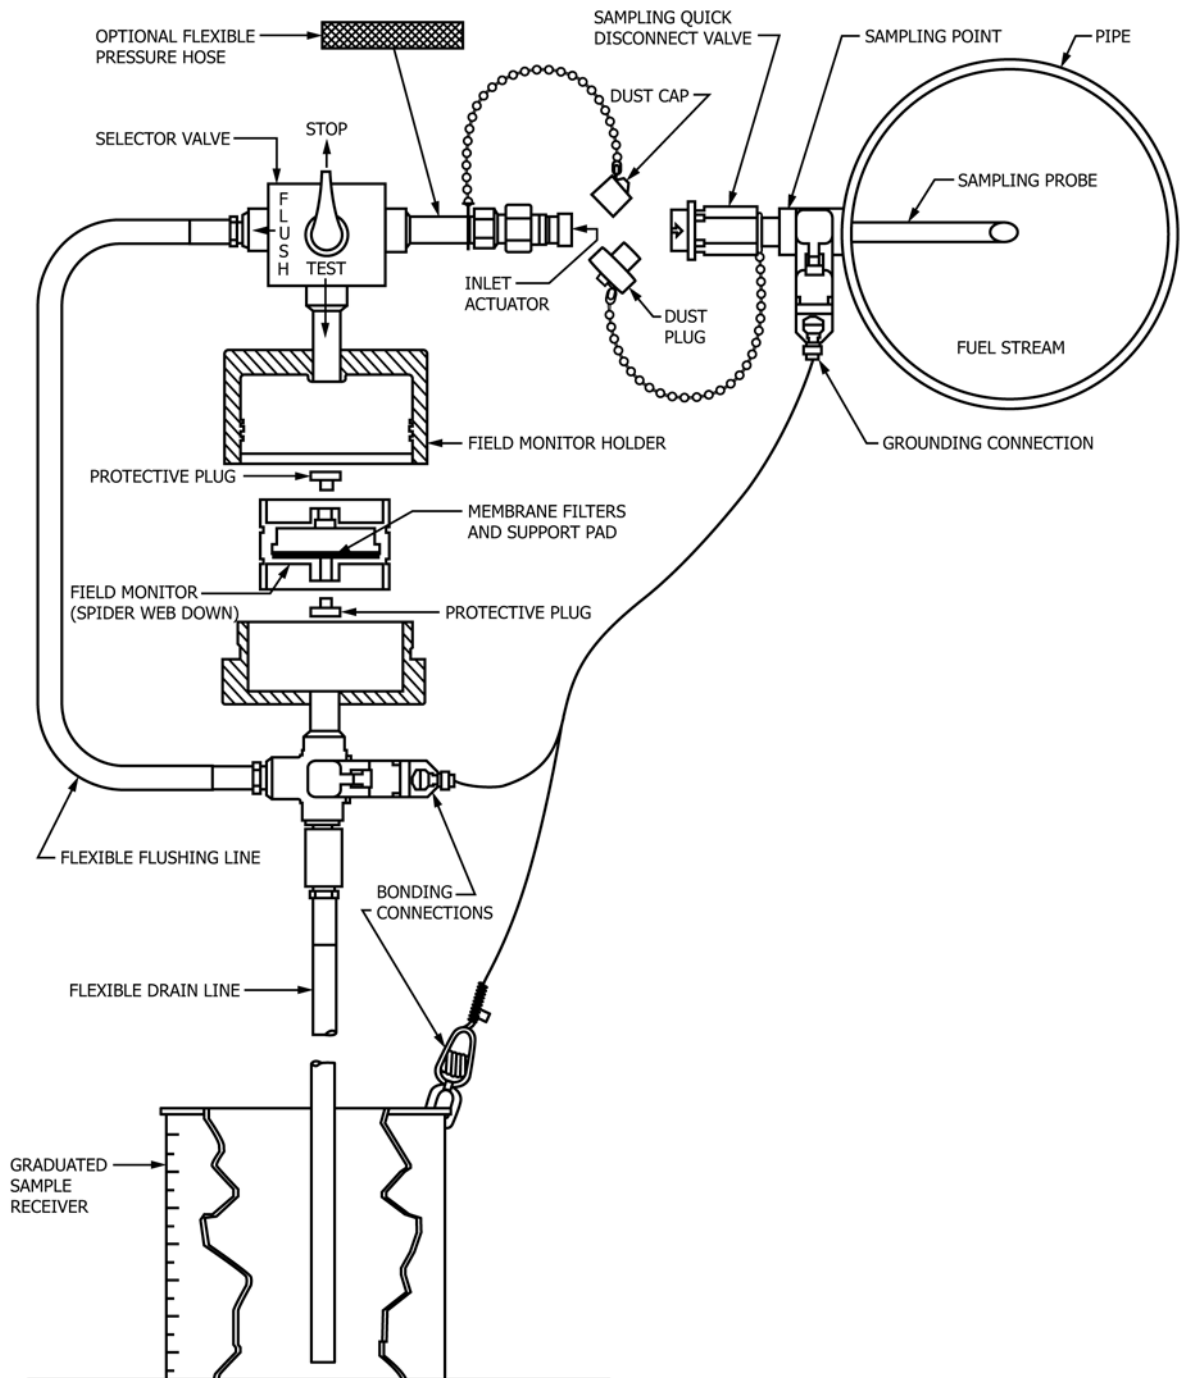 SAMPLING QUICK
DISCONNECT VALVE
OPTIONAL FLEXIBLE
PRESSURE HOSE
SAMPLING POINT
PIPE
DUST CAP
STOP
SELECTOR VALVE
FLUSH
TEST
SAMPLING PROBE
INLET
ACTUATOR
DUST
PLUG
FUEL STREAM
FIELD MONITOR HOLDER
GROUNDING CONNECTION
PROTECTIVE PLUG
MEMBRANE FILTERS
AND SUPPORT PAD
FIELD MONITOR
(SPIDER WEB DOWN)
PROTECTIVE PLUG
FLEXIBLE FLUSHING LINE
BONDING
CONNECTIONS
FLEXIBLE DRAIN LINE
GRADUATED
SAMPLE
RECEIVER